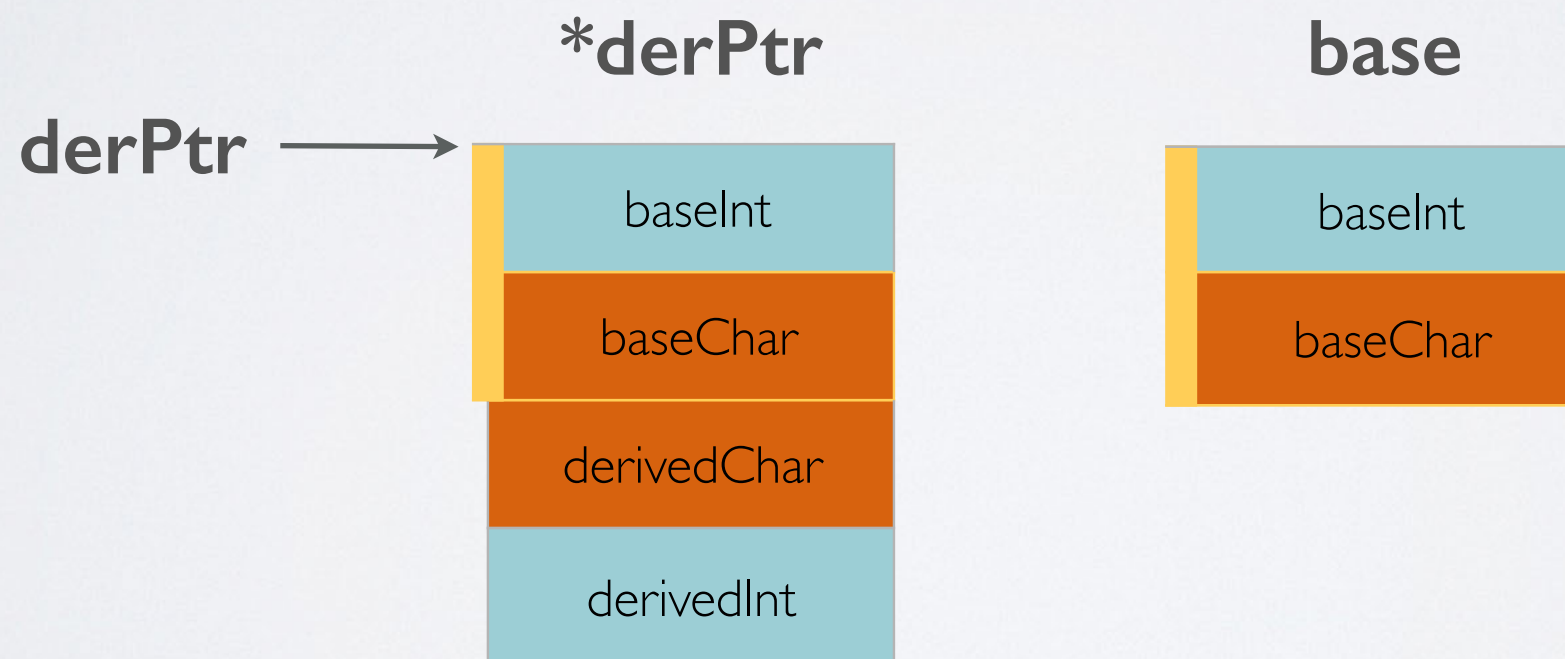 *derPtr
base
derPtr
baseInt
baseInt
baseChar
baseChar
derivedChar
derivedInt